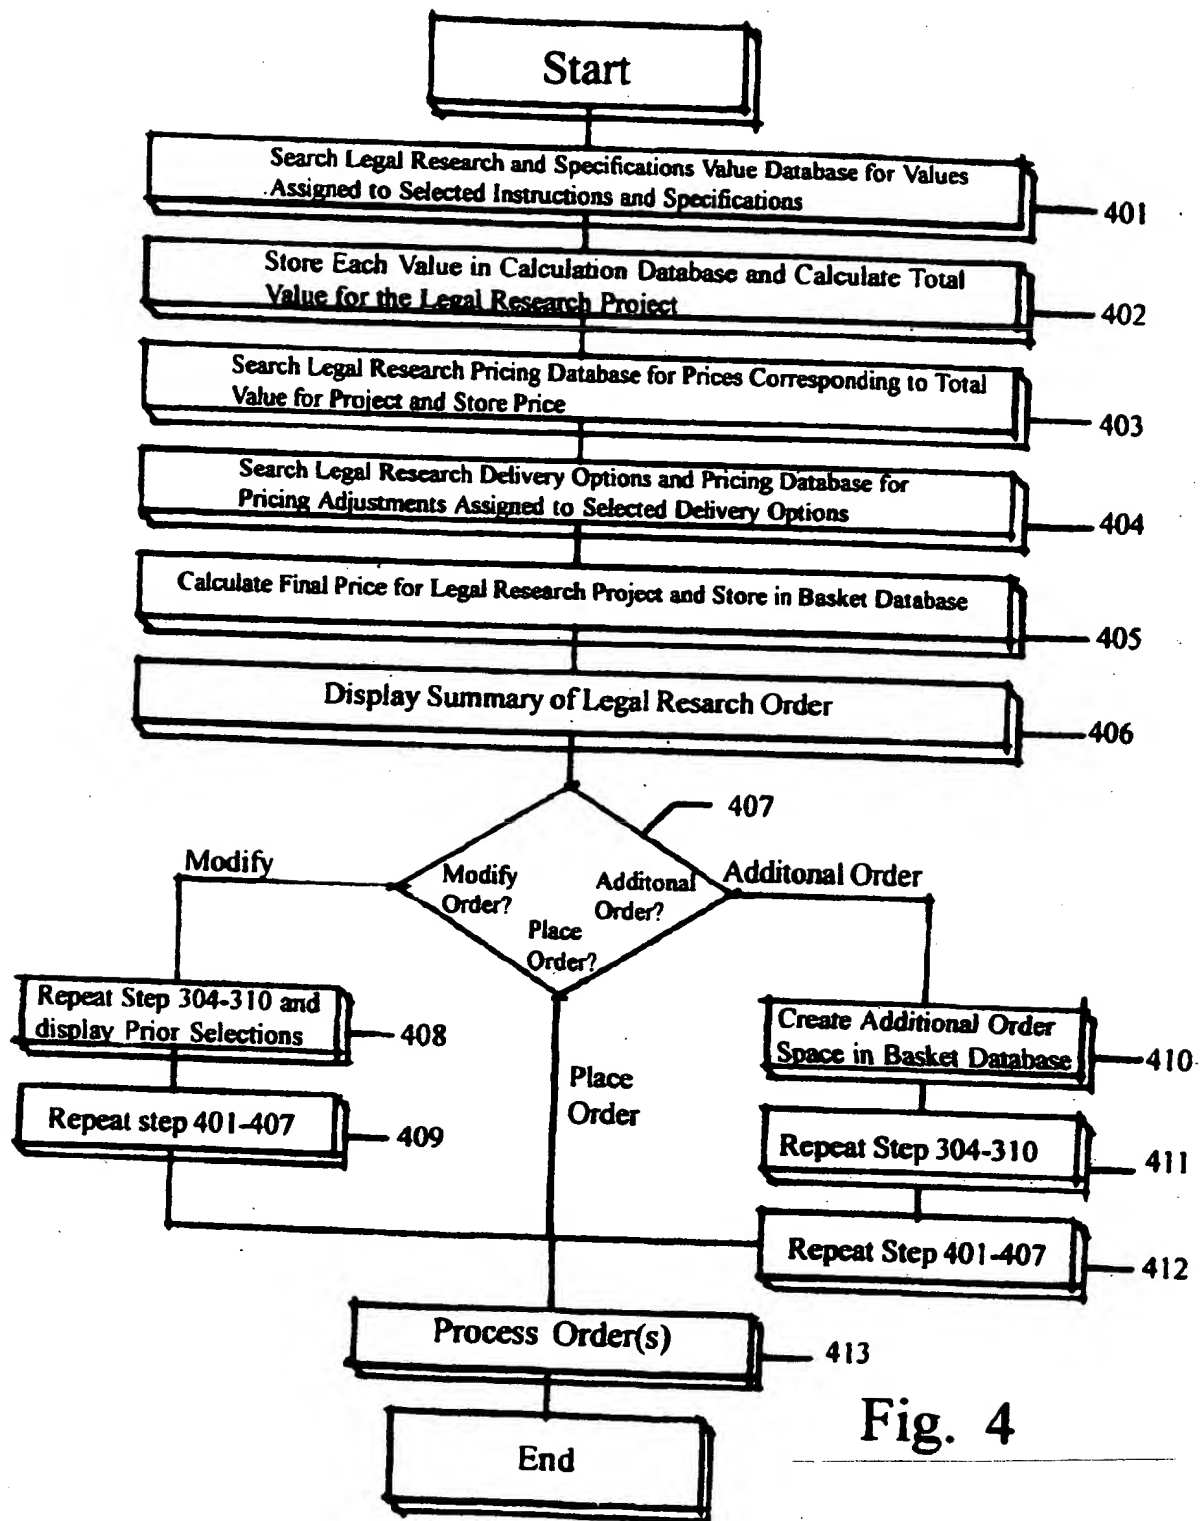 Start
Search Legal Research and Specifications Value Database for Values
Assigned to Selected Instructions and Specifications
401
Store Each Value in Calculation Database and Calculate Total
Value for the Legal Research Project
402
Search Legal Research Pricing Database for Prices Corresponding to Total
Value for Project and Store Price
403
Search Legal Research Delivery Options and Pricing Database for
Pricing Adjustments Assigned to Selected Delivery Options
404
Calculate Final Price for Legal Research Project and Store in Basket Database
405
Display Summary of Legal Resarch Order
406
407
Modify
Modify
Order?
Additonal
Order?
Place
Order?
Additonal Order
Repeat Step 304-310 and
display Prior Selections
408
Repeat step 401-407
409
Place
Order
Create Additional Order
Space in Basket Database
410
Repeat Step 304-310
411
Repeat Step 401-407
412
Process Order(s)
413
End
Fig. 4